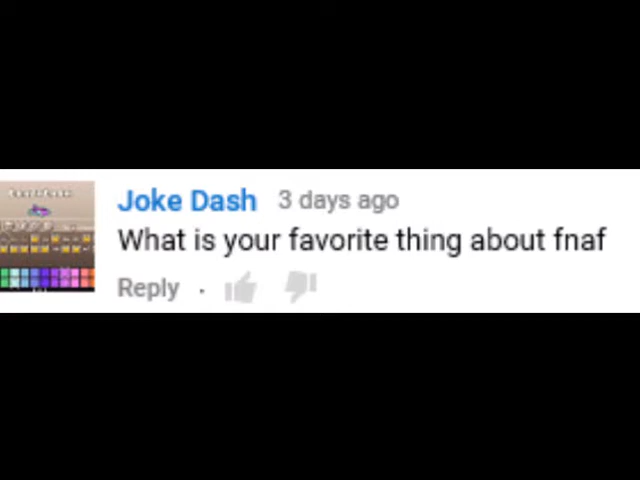 Joke Dash 3 days ago
What is your favorite thing about fnaf
Reply ·